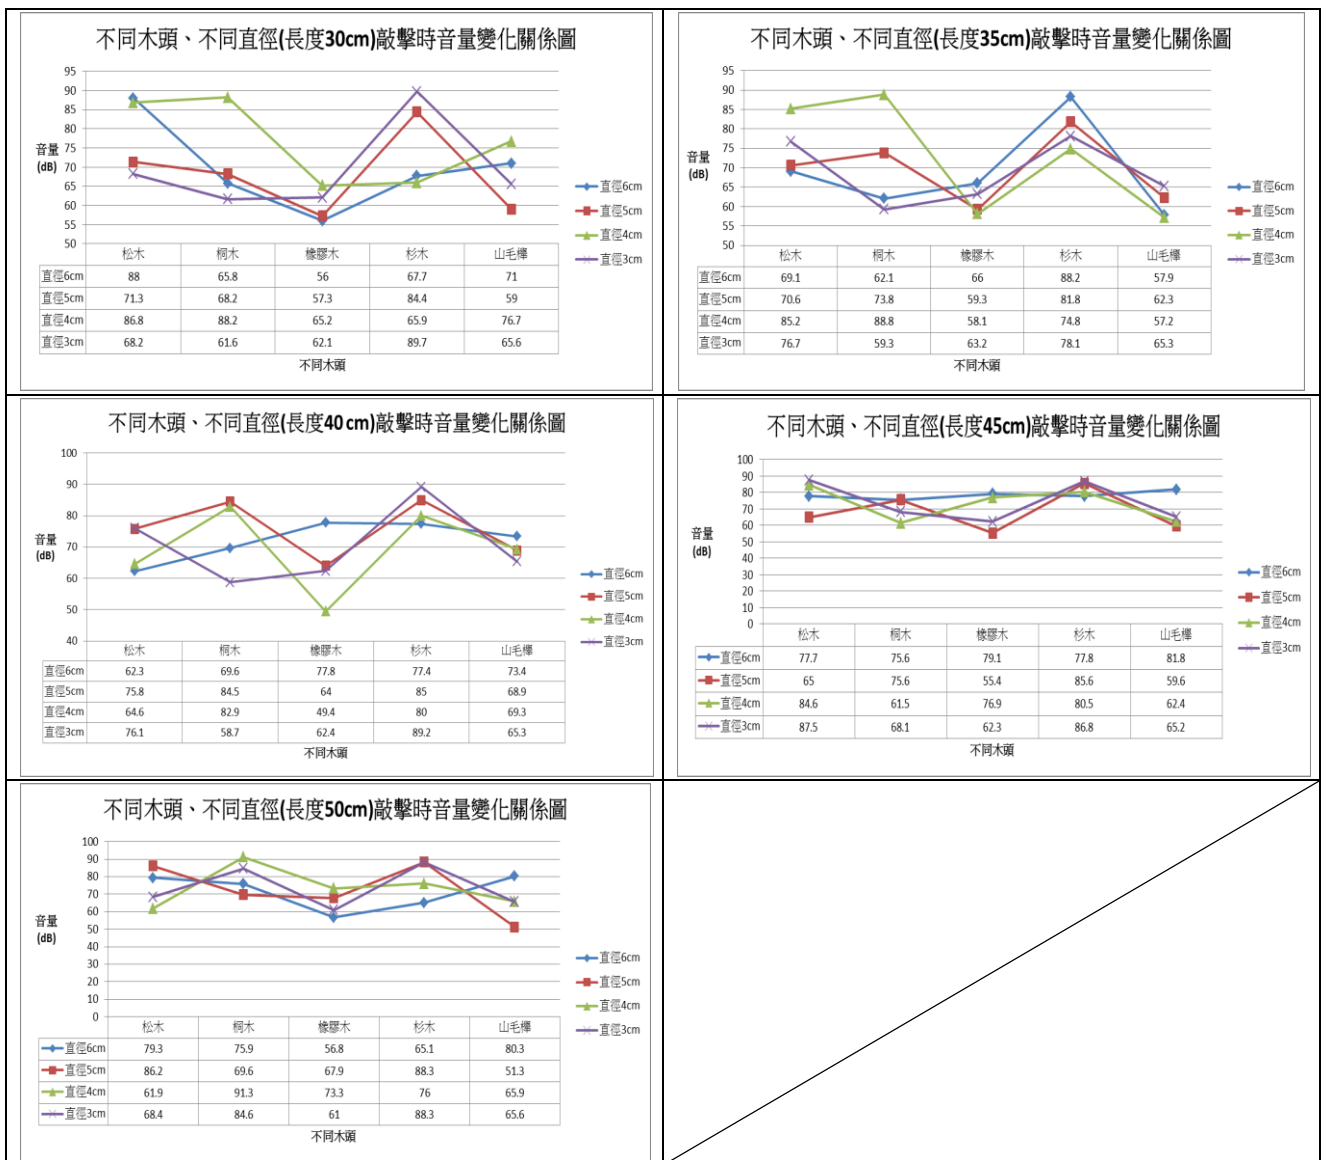 不同木頭、不同直徑(長度30cm)敲擊時音量變化關係圖
95
90
85
80
75
70
65
60
55
50
音量
(dB)
直徑6cm
直徑5cm
直徑4cm
直徑3cm
松木 桐木 橡膠木 杉木 山毛櫸
直徑6cm 88 65.8 56 67.7 71
直徑5cm 71.3 68.2 57.3 84.4 59
直徑4cm 86.8 88.2 65.2 65.9 76.7
直徑3cm 68.2 61.6 62.1 89.7 65.6
不同木頭
不同木頭、不同直徑(長度35cm)敲擊時音量變化關係圖
95
90
85
80
75
70
65
60
55
50
音量
(dB)
直徑6cm
直徑5cm
直徑4cm
直徑3cm
松木 桐木 橡膠木 杉木 山毛櫸
直徑6cm 69.1 62.1 66 88.2 57.9
直徑5cm 70.6 73.8 59.3 81.8 62.3
直徑4cm 85.2 88.8 58.1 74.8 57.2
直徑3cm 76.7 59.3 63.2 78.1 65.3
不同木頭
不同木頭、不同直徑(長度40 cm)敲擊時音量變化關係圖
100
90
80
70
60
50
40
音量
(dB)
直徑6cm
直徑5cm
直徑4cm
直徑3cm
松木 桐木 橡膠木 杉木 山毛櫸
直徑6cm 62.3 69.6 77.8 77.4 73.4
直徑5cm 75.8 84.5 64 85 68.9
直徑4cm 64.6 82.9 49.4 80 69.3
直徑3cm 76.1 58.7 62.4 89.2 65.3
不同木頭
不同木頭、不同直徑(長度45cm)敲擊時音量變化關係圖
100
90
80
70
60
50
40
30
20
10
0
音量
(dB)
直徑6cm
直徑5cm
直徑4cm
直徑3cm
松木 桐木 橡膠木 杉木 山毛櫸
直徑6cm 77.7 75.6 79.1 77.8 81.8
直徑5cm 65 75.6 55.4 85.6 59.6
直徑4cm 84.6 61.5 76.9 80.5 62.4
直徑3cm 87.5 68.1 62.3 86.8 65.2
不同木頭
不同木頭、不同直徑(長度50cm)敲擊時音量變化關係圖
100
90
80
70
60
50
40
30
20
10
0
音量
(dB)
直徑6cm
直徑5cm
直徑4cm
直徑3cm
松木 桐木 橡膠木 杉木 山毛櫸
直徑6cm 79.3 75.9 56.8 65.1 80.3
直徑5cm 86.2 69.6 67.9 88.3 51.3
直徑4cm 61.9 91.3 73.3 76 65.9
直徑3cm 68.4 84.6 61 88.3 65.6
不同木頭